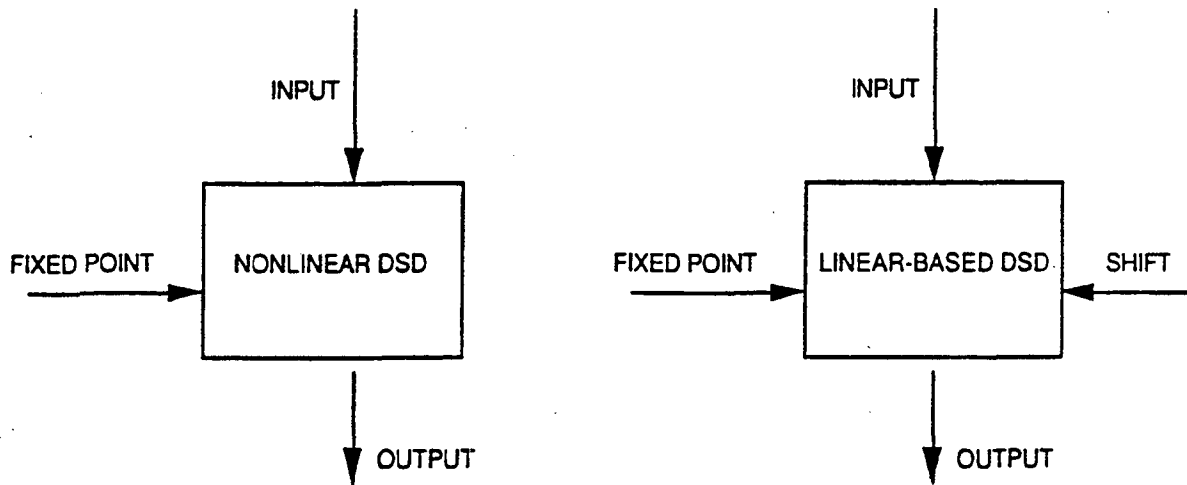 INPUT
FIXED POINT
NONLINEAR DSD
OUTPUT
INPUT
FIXED POINT
LINEAR-BASED DSD
SHIFT
OUTPUT